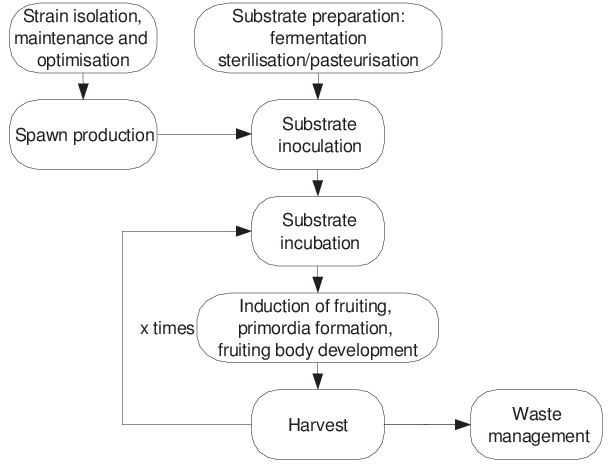 Strain isolation,
maintenance and
optimisation
Substrate preparation:
fermentation
sterilisation/pasteurisation
Spawn production
Substrate
inoculation
Substrate
incubation
x times
Induction of fruiting,
primordia formation,
fruiting body development
Harvest
Waste
management